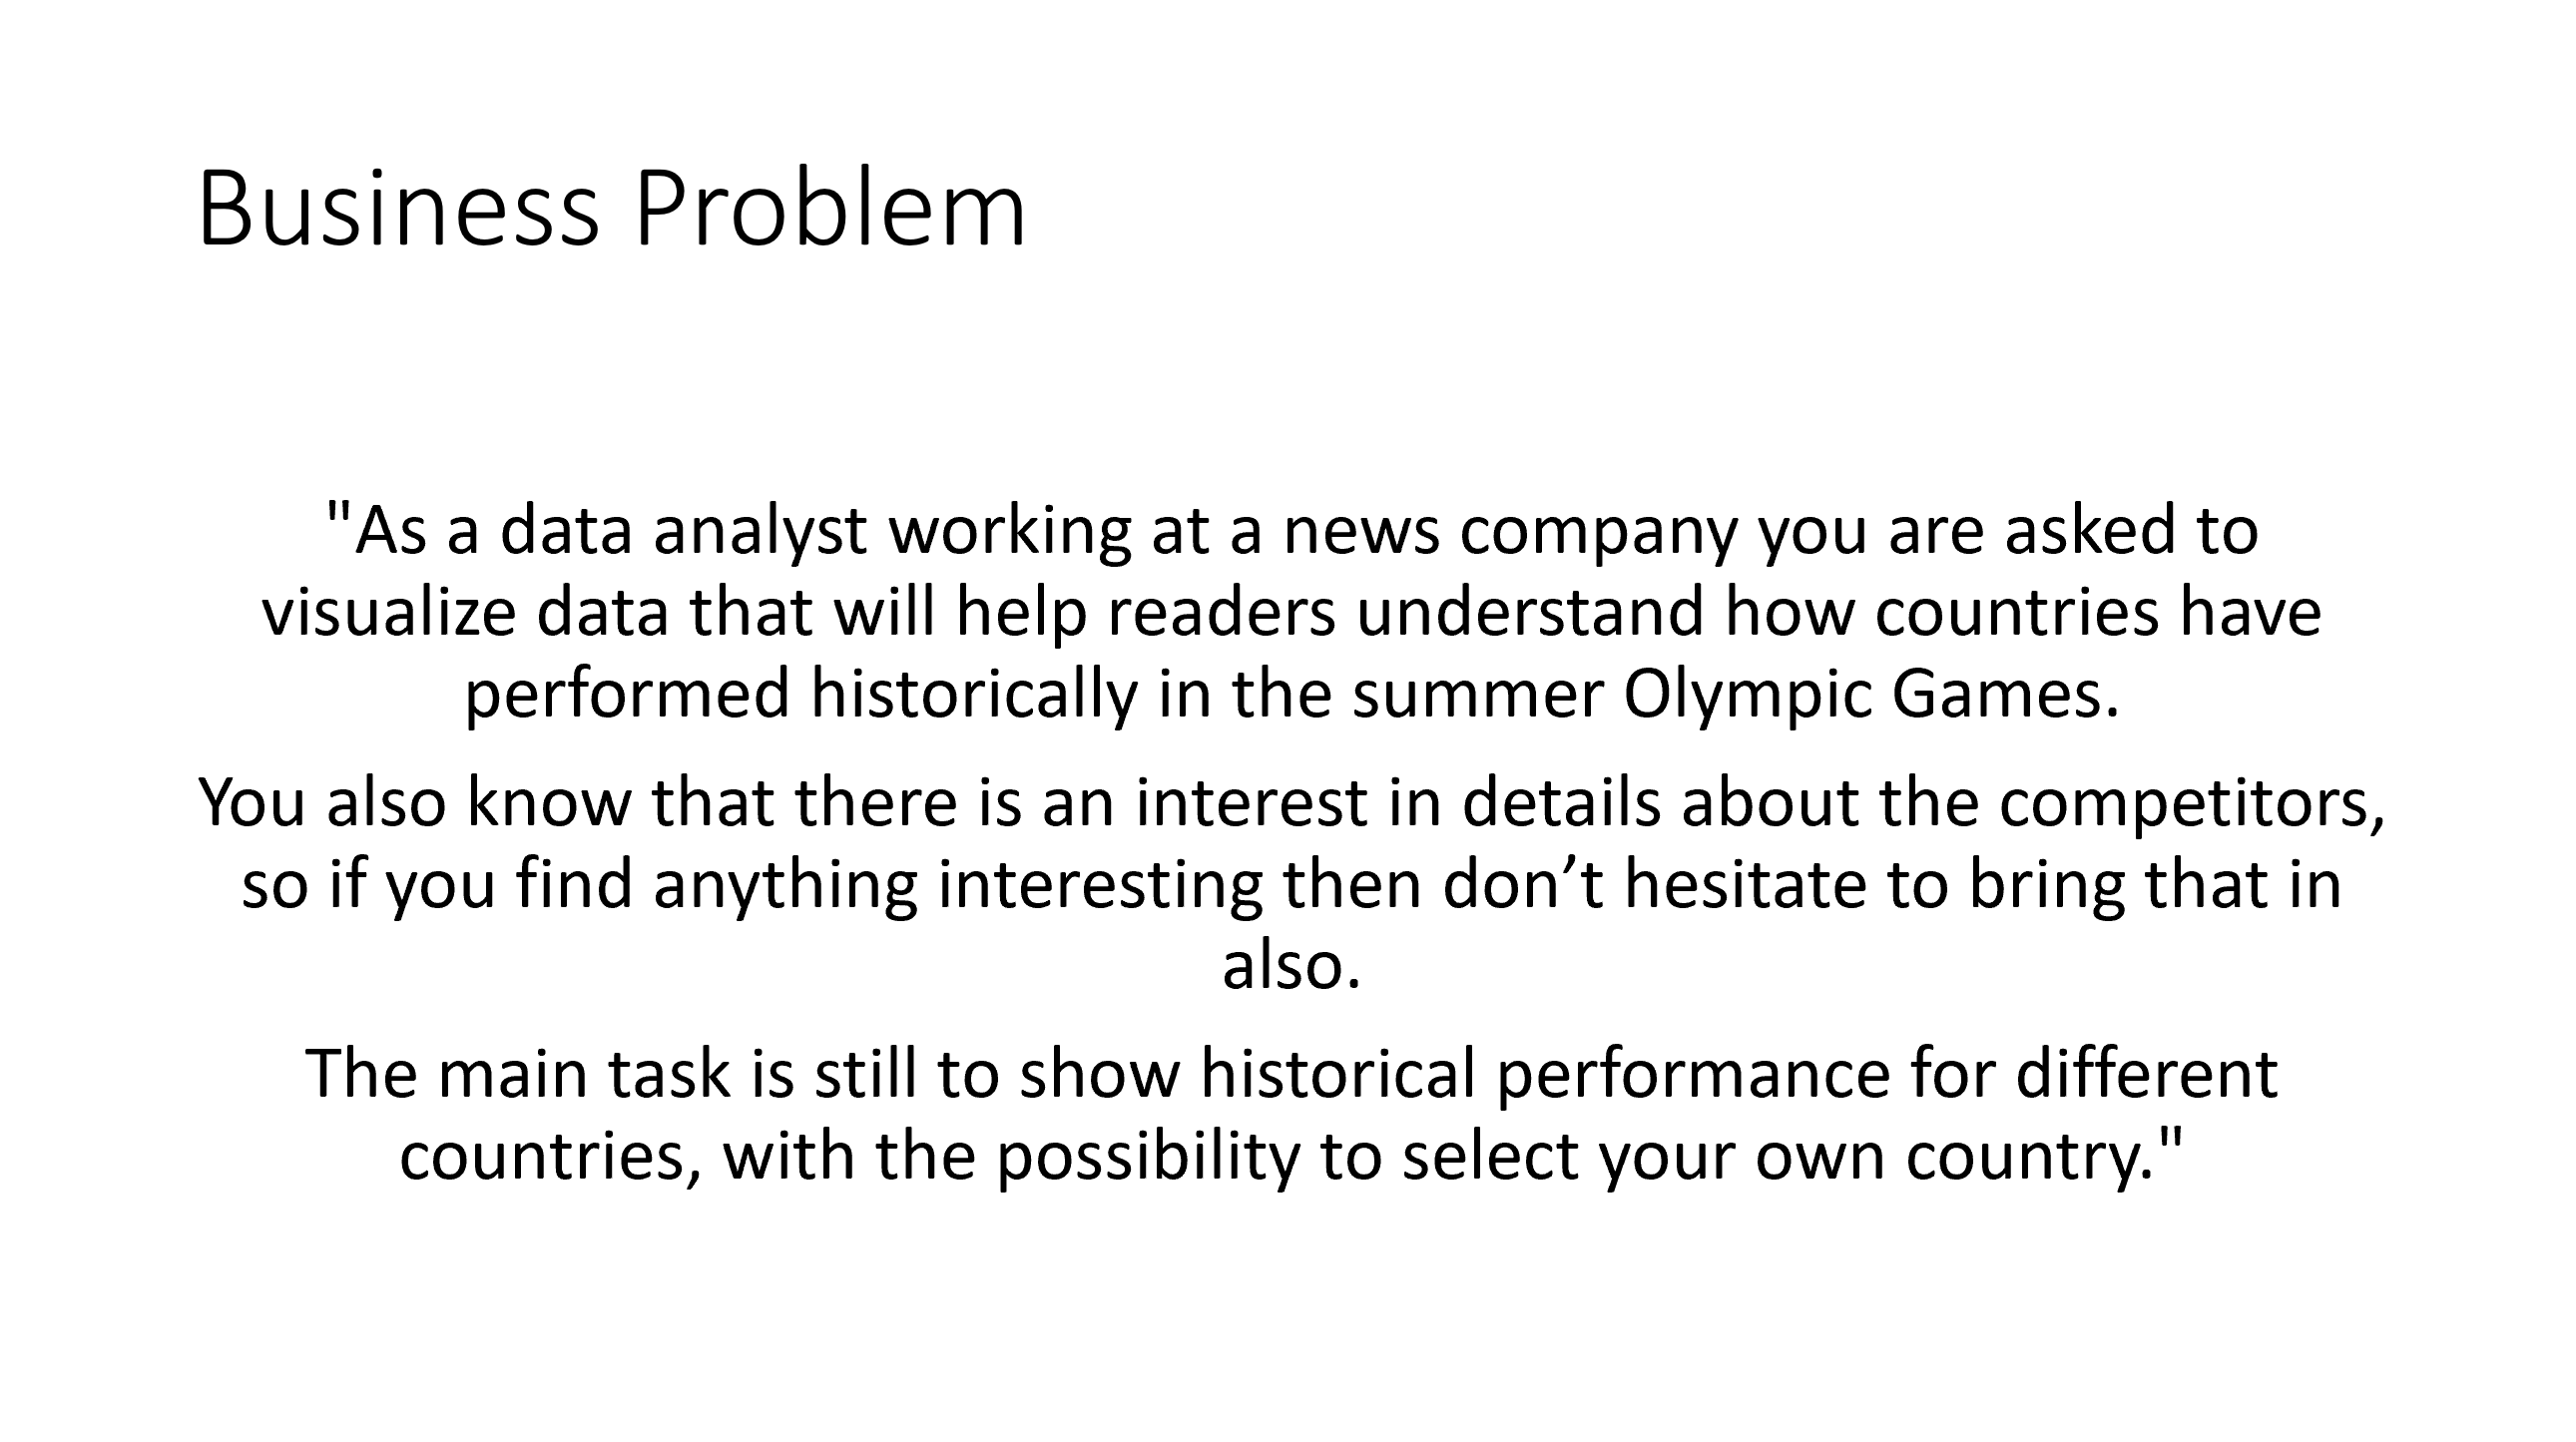 Business Problem
"As a data analyst working at a news company you are asked to
visualize data that will help readers understand how countries have
performed historically in the summer Olympic Games.
You also know that there is an interest in details about the competitors,
so if you find anything interesting then don’t hesitate to bring that in
also.
The main task is still to show historical performance for different
countries, with the possibility to select your own country."